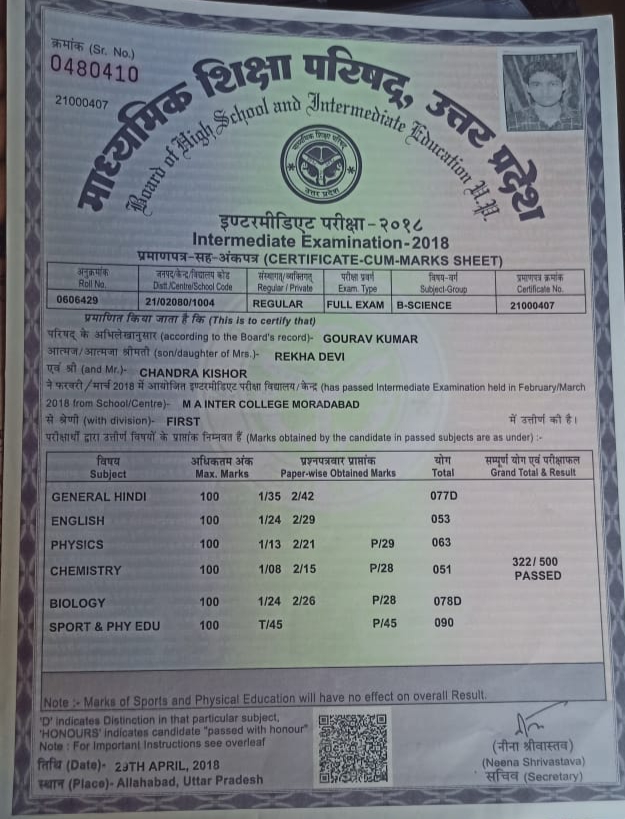 क्रमांक (Sr. No.)
0480410
21000407
माध्यमिक शिक्षा परिषद्, उत्तर प्रदेश
Board of High School and Intermediate Education U.P.
माध्यमिक शिक्षा परिषद्
उत्तर प्रदेश
इण्टरमीडिएट परीक्षा - २०१८
Intermediate Examination - 2018
प्रमाणपत्र-सह-अंकपत्र (CERTIFICATE-CUM-MARKS SHEET)
अनुक्रमांक जनपद/केन्द्र/विद्यालय कोड संस्थागत/व्यक्तिगत परीक्षा प्रवर्ग विषय-वर्ग प्रमाणपत्र क्रमांक
Roll No. Distt./Centre/School Code Regular / Private Exam. Type Subject-Group Certificate No.
0606429 21/02080/1004 REGULAR FULL EXAM B-SCIENCE 21000407
प्रमाणित किया जाता है कि (This is to certify that)
परिषद् के अभिलेखानुसार (according to the Board's record)- GOURAV KUMAR
आत्मज/आत्मजा श्रीमती (son/daughter of Mrs.)- REKHA DEVI
एवं श्री (and Mr.)- CHANDRA KISHOR
ने फरवरी/मार्च 2018 में आयोजित इण्टरमीडिएट परीक्षा विद्यालय/केन्द्र (has passed Intermediate Examination held in February/March
2018 from School/Centre)- M A INTER COLLEGE MORADABAD
से श्रेणी (with division)- FIRST में उत्तीर्ण की है।
परीक्षार्थी द्वारा उत्तीर्ण विषयों के प्राप्तांक निम्नवत हैं (Marks obtained by the candidate in passed subjects are as under) :-
विषय अधिकतम अंक प्रश्नपत्रवार प्राप्तांक योग सम्पूर्ण योग एवं परीक्षाफल
Subject Max. Marks Paper-wise Obtained Marks Total Grand Total & Result
GENERAL HINDI 100 1/35 2/42 077D
ENGLISH 100 1/24 2/29 053
PHYSICS 100 1/13 2/21 P/29 063
CHEMISTRY 100 1/08 2/15 P/28 051
322/ 500
PASSED
BIOLOGY 100 1/24 2/26 P/28 078D
SPORT & PHY EDU 100 T/45 P/45 090
Note :- Marks of Sports and Physical Education will have no effect on overall Result.
'D' indicates Distinction in that particular subject,
'HONOURS' indicates candidate "passed with honour"
Note : For Important Instructions see overleaf
तिथि (Date)- 29TH APRIL, 2018
स्थान (Place)- Allahabad, Uttar Pradesh
(नीना श्रीवास्तव)
(Neena Shrivastava)
सचिव (Secretary)